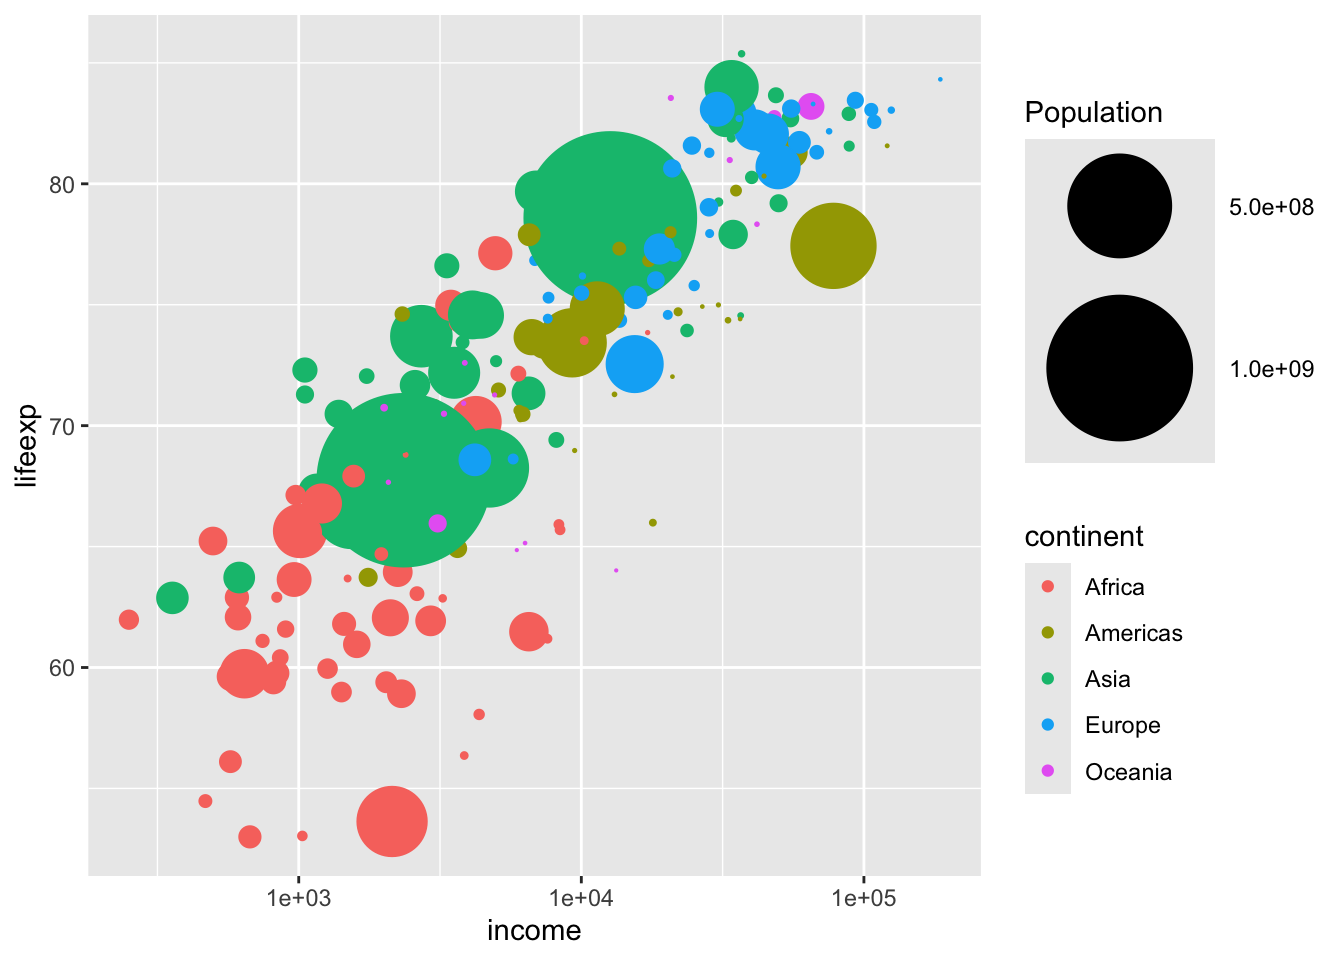 lifeexp
80
70
60
1e+03
1e+04
1e+05
income
Population
5.0e+08
1.0e+09
continent
Africa
Americas
Asia
Europe
Oceania